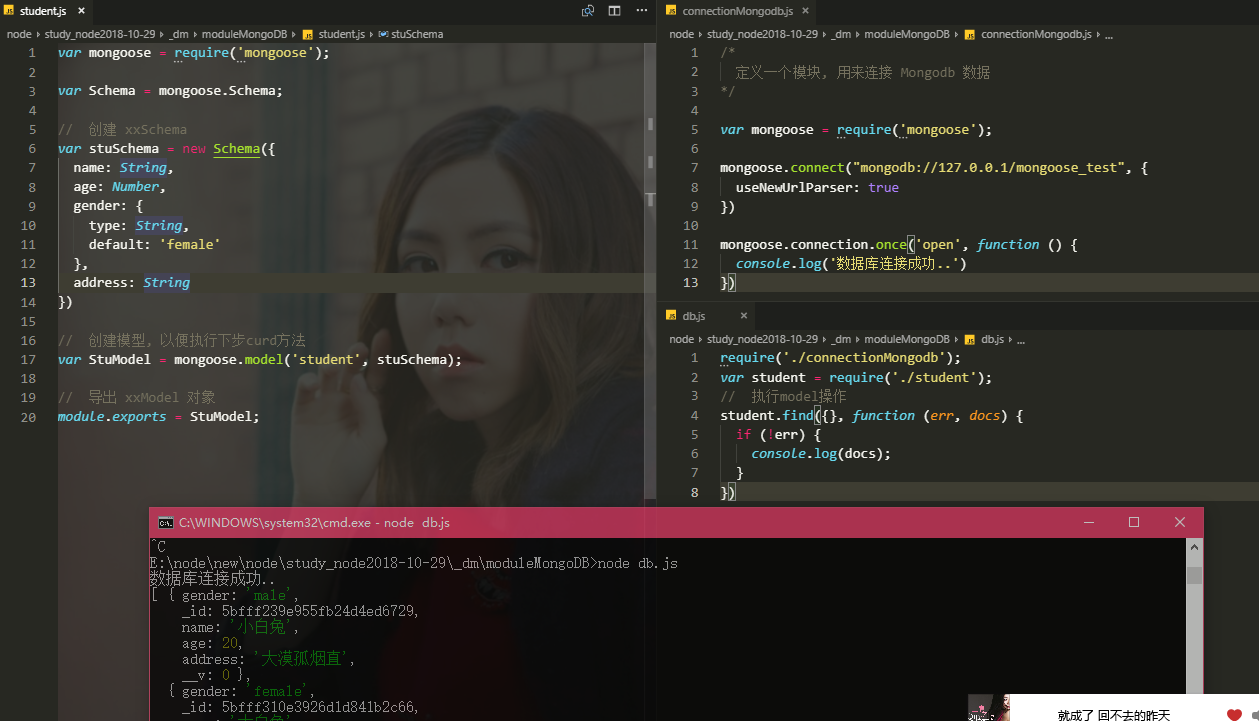 student.js
node > study_node2018-10-29 > _dm > moduleMongoDB > student.js > stuSchema
1 var mongoose = require('mongoose');
2
3 var Schema = mongoose.Schema;
4
5 // 创建 xxSchema
6 var stuSchema = new Schema({
7 name: String,
8 age: Number,
9 gender: {
10 type: String,
11 default: 'female'
12 },
13 address: String
14 })
15
16 // 创建模型, 以便执行下步curd方法
17 var StuModel = mongoose.model('student', stuSchema);
18
19 // 导出 xxModel 对象
20 module.exports = StuModel;
connectionMongodb.js
node > study_node2018-10-29 > _dm > moduleMongoDB > connectionMongodb.js > ...
1 /*
2 定义一个模块, 用来连接 Mongodb 数据
3 */
4
5 var mongoose = require('mongoose');
6
7 mongoose.connect("mongodb://127.0.0.1/mongoose_test", {
8 useNewUrlParser: true
9 })
10
11 mongoose.connection.once('open', function () {
12 console.log('数据库连接成功..')
13 })
db.js
node > study_node2018-10-29 > _dm > moduleMongoDB > db.js > ...
1 require('./connectionMongodb');
2 var student = require('./student');
3 // 执行model操作
4 student.find({}, function (err, docs) {
5 if (!err) {
6 console.log(docs);
7 }
8 })
C:\WINDOWS\system32\cmd.exe - node db.js
^C
E:\node\new\node\study_node2018-10-29\_dm\moduleMongoDB>node db.js
数据库连接成功..
[ { gender: 'male',
_id: 5bfff239e955fb24d4ed6729,
name: '小白兔',
age: 20,
address: '大漠孤烟直',
__v: 0 },
{ gender: 'female',
_id: 5bfff310e3926d1d841b2c66,
就成了 回不去的昨天